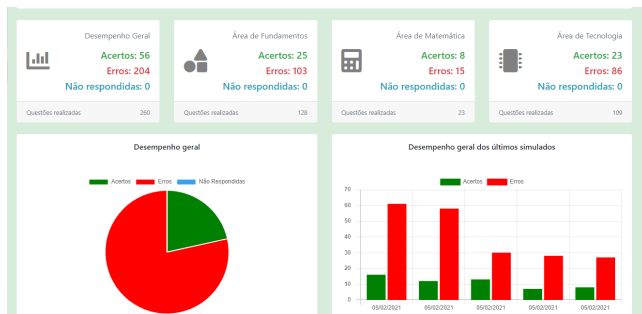 Desempenho Geral
Acertos: 56
Erros: 204
Não respondidas: 0
Questões realizadas 260
Área de Fundamentos
Acertos: 25
Erros: 103
Não respondidas: 0
Questões realizadas 128
Área de Matemática
Acertos: 8
Erros: 15
Não respondidas: 0
Questões realizadas 23
Área de Tecnologia
Acertos: 23
Erros: 86
Não respondidas: 0
Questões realizadas 109
Desempenho geral
Acertos Erros Não Respondidas
Desempenho geral dos últimos simulados
Acertos Erros
70
60
50
40
30
20
10
0
05/02/2021 05/02/2021 05/02/2021 05/02/2021 05/02/2021